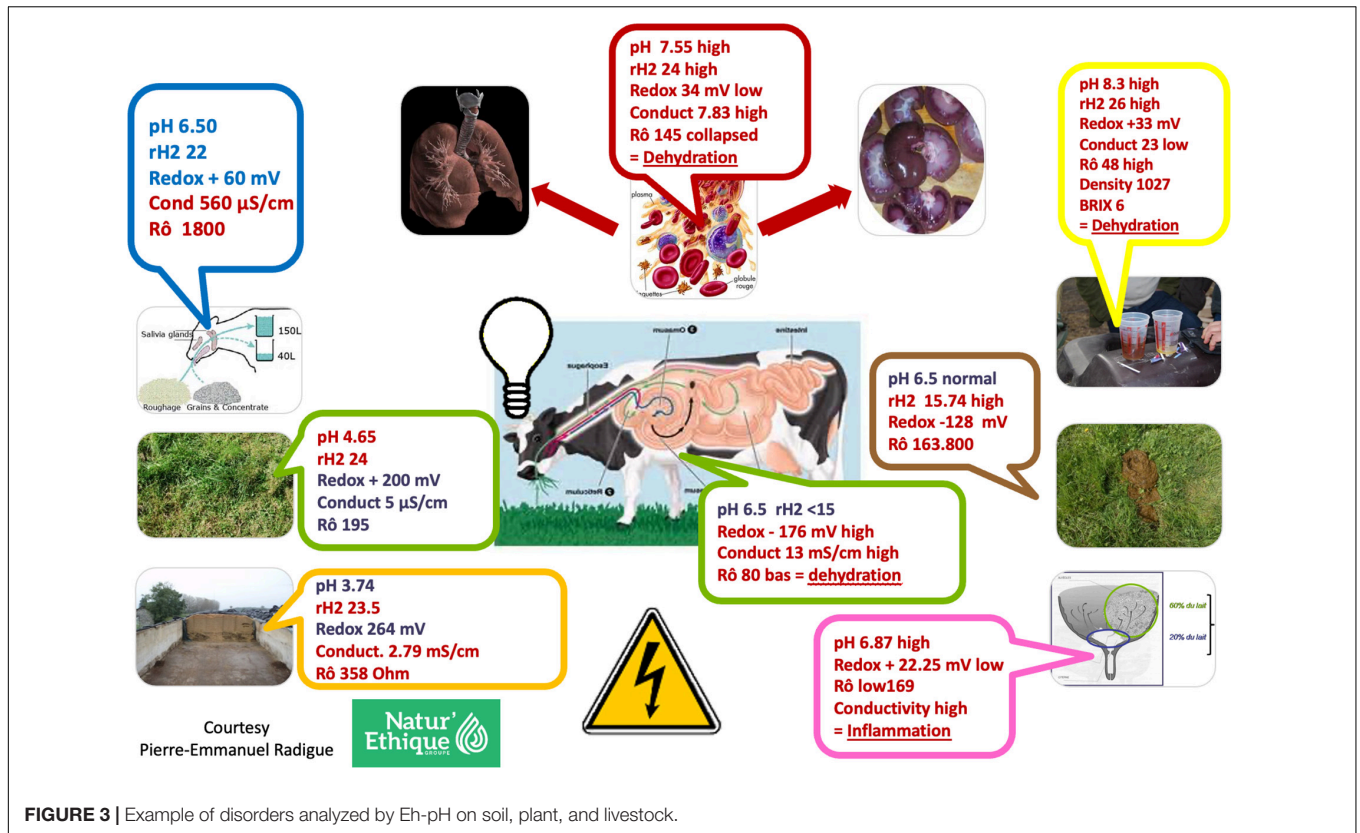 pH 6.50
rH2 22
Redox + 60 mV
Cond 560 µS/cm
Rô 1800
pH 7.55 high
rH2 24 high
Redox 34 mV low
Conduct 7.83 high
Rô 145 collapsed
= Dehydration
pH 8.3 high
rH2 26 high
Redox +33 mV
Conduct 23 low
Rô 48 high
Density 1027
BRIX 6
= Dehydration
plasma
globule
rouge
Salivia glands
150L
40L
Roughage Grains & Concentrate
Esophagus
3 Omasum
Intestine
2 Reticulum
pH 4.65
rH2 24
Redox + 200 mV
Conduct 5 µS/cm
Rô 195
pH 6.5 normal
rH2 15.74 high
Redox -128 mV
Rô 163.800
pH 6.5 rH2 <15
Redox - 176 mV high
Conduct 13 mS/cm high
Rô 80 bas = dehydration
pH 3.74
rH2 23.5
Redox 264 mV
Conduct. 2.79 mS/cm
Rô 358 Ohm
pH 6.87 high
Redox + 22.25 mV low
Rô low169
Conductivity high
= Inflammation
60% du lait
20% du lait
Courtesy
Pierre-Emmanuel Radigue
Natur'
Ethique
GROUPE
FIGURE 3 | Example of disorders analyzed by Eh-pH on soil, plant, and livestock.